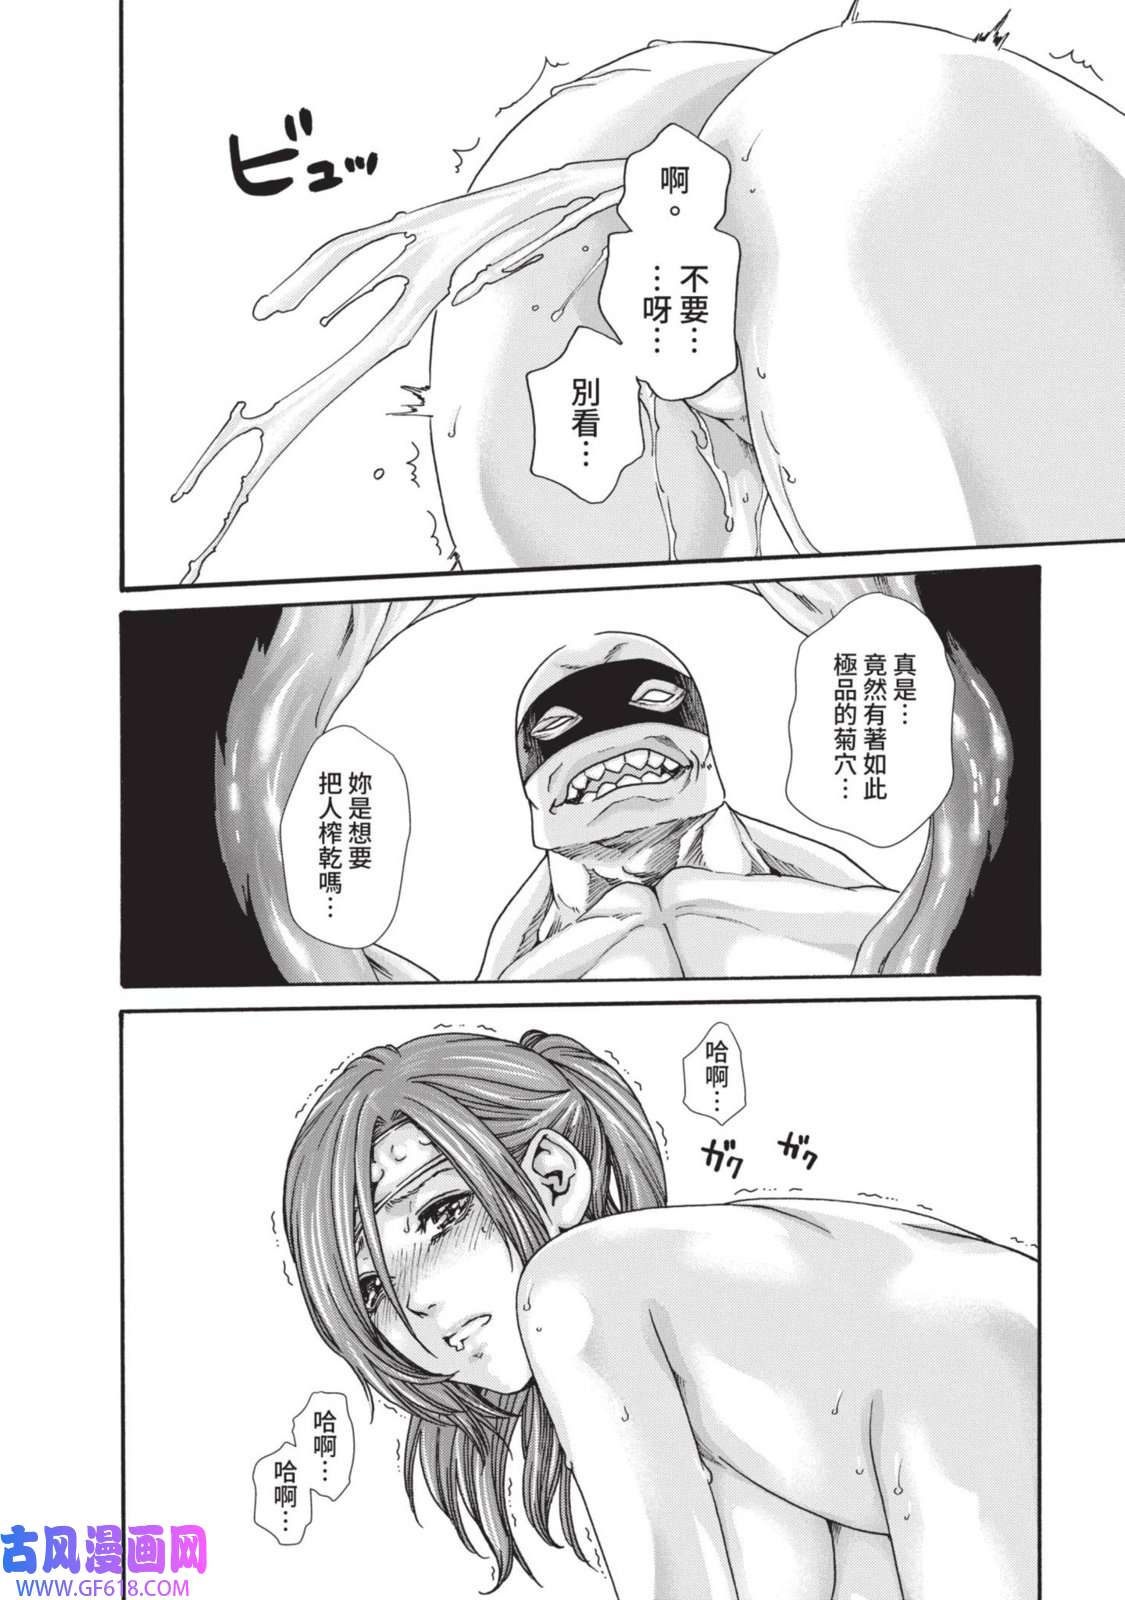 ビュッ
啊。
不要…
…呀…
別看…
真是…
竟然有著如此
極品的菊穴…
妳是想要
把人榨乾嗎…
哈啊…
ガク
ガク
哈啊…
哈啊…
古风漫画网
WWW.GF618.COM